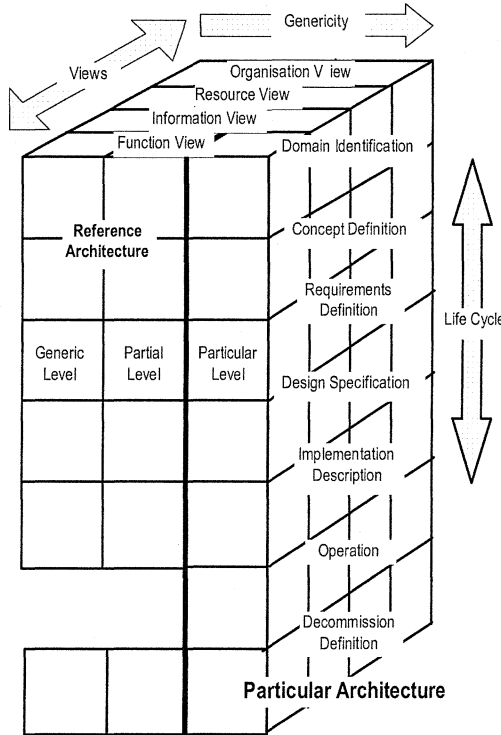 Genericity
Views
Organisation V iew
Resource View
Information View
Function View
Domain Identification
Reference
Architecture
Concept Definition
Requirements
Definition
Life Cycle
Generic
Level
Partial
Level
Particular
Level
Design Specification
Implementation
Description
Operation
Decommission
Definition
Particular Architecture